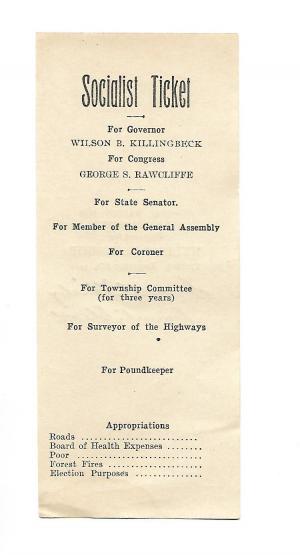 Socialist Ticket
For Governor
WILSON B. KILLINGBECK
For Congress
GEORGE S. RAWCLIFFE
For State Senator.
For Member of the General Assembly
For Coroner
For Township Committee
(for three years)
For Surveyor of the Highways
For Poundkeeper
Appropriations
Roads ......................
Board of Health Expenses ........
Poor ........................
Forest Fires ..................
Election Purposes .............